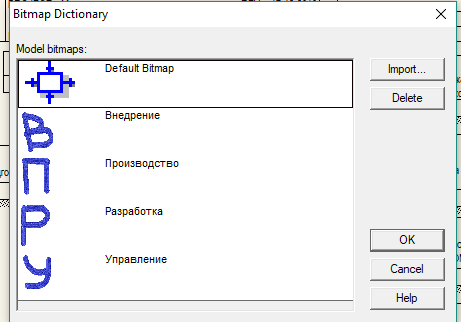 Bitmap Dictionary
Model bitmaps:
Default Bitmap
Import...
Delete
В Внедрение
П Производство
Р Разработка
У Управление
OK
Cancel
Help